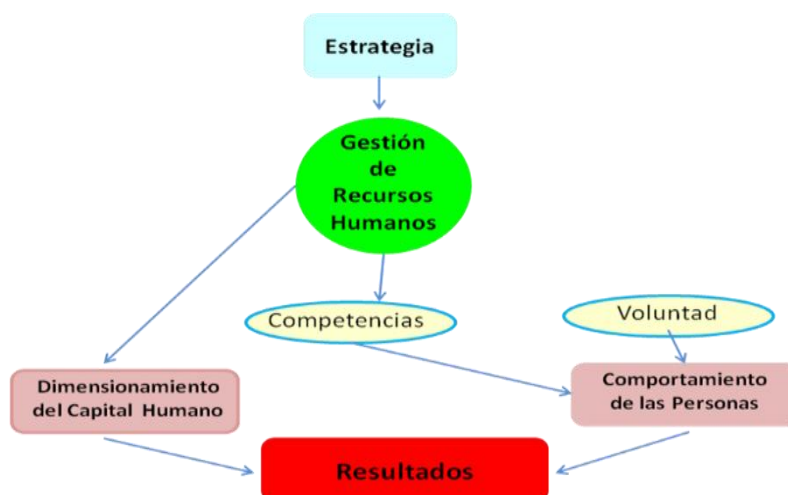 Estrategia
Gestión
de
Recursos
Humanos
Competencias
Voluntad
Dimensionamiento
del Capital Humano
Comportamiento
de las Personas
Resultados